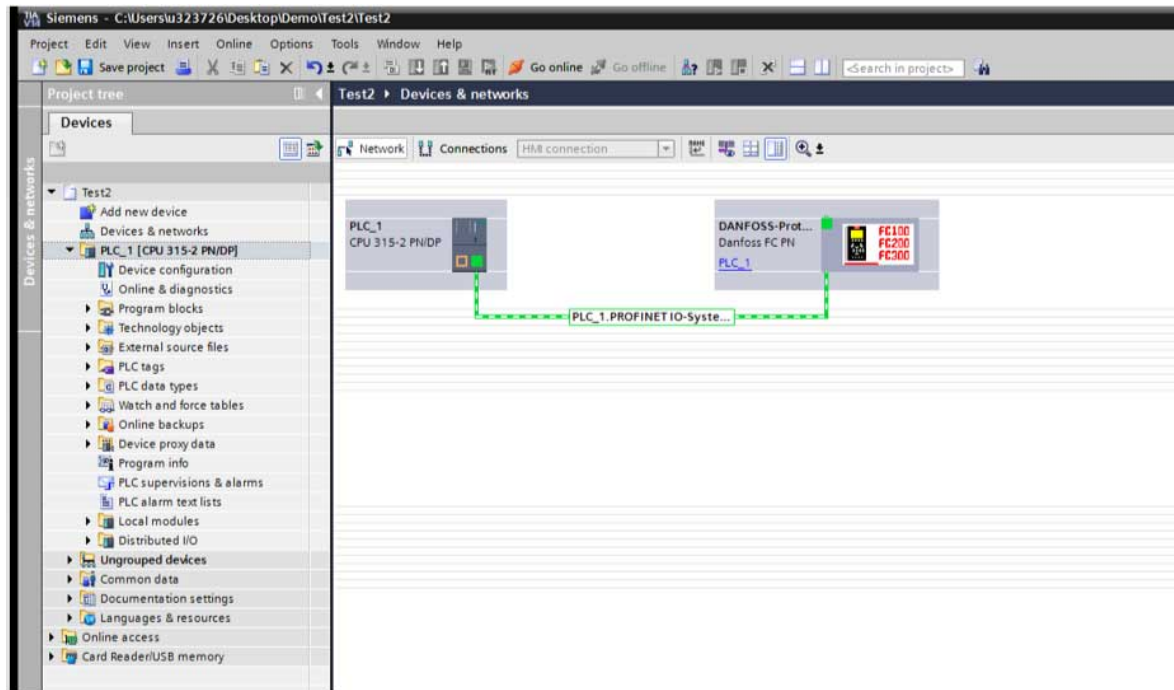 TIA V14 Siemens - C:\Users\u323726\Desktop\Demo\Test2\Test2
Project Edit View Insert Online Options Tools Window Help
Save project Go online Go offline <Search in project>
Project tree
Test2 Devices & networks
Devices
Network Connections HMI connection
Devices & networks
Test2
Add new device
Devices & networks
PLC_1 [CPU 315-2 PN/DP]
Device configuration
Online & diagnostics
Program blocks
Technology objects
External source files
PLC tags
PLC data types
Watch and force tables
Online backups
Device proxy data
Program info
PLC supervisions & alarms
PLC alarm text lists
Local modules
Distributed I/O
Ungrouped devices
Common data
Documentation settings
Languages & resources
Online access
Card Reader/USB memory
PLC_1
CPU 315-2 PN/DP
DANFOSS-Prot...
Danfoss FC PN
PLC_1
FC100
FC200
FC300
PLC_1.PROFINET IO-Syste...